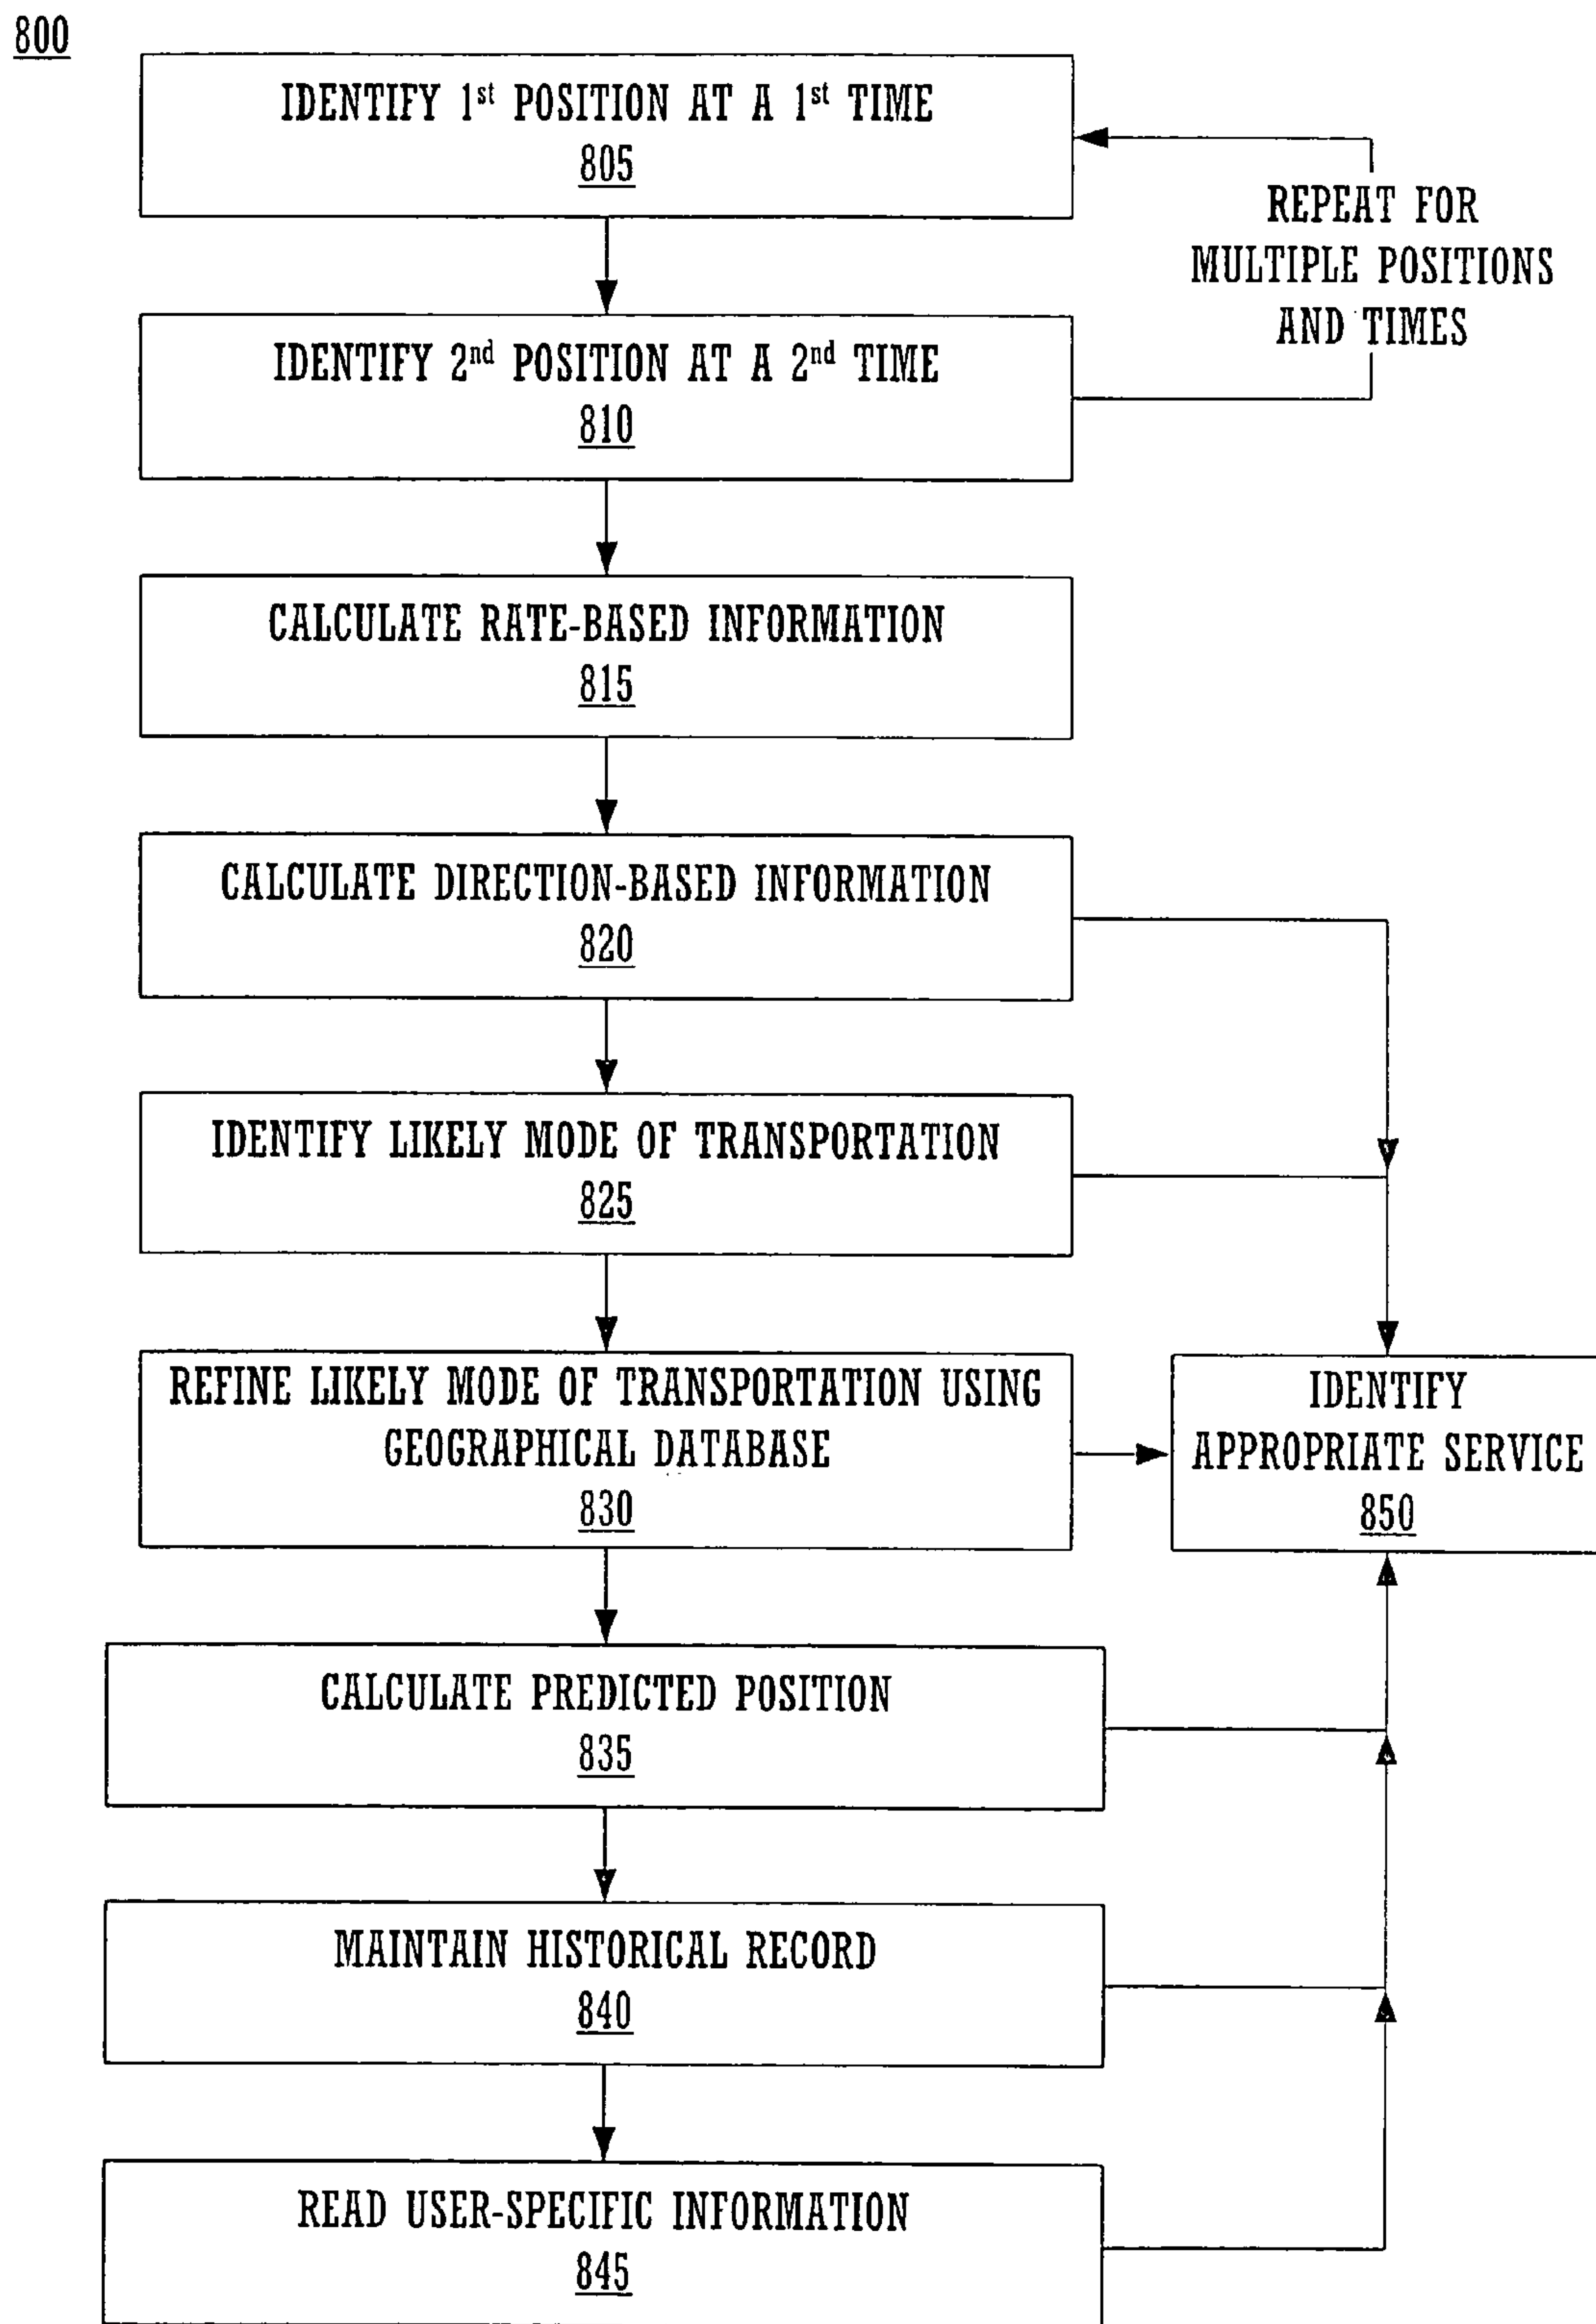 800
IDENTIFY 1st POSITION AT A 1st TIME
805
REPEAT FOR
MULTIPLE POSITIONS
AND TIMES
IDENTIFY 2nd POSITION AT A 2nd TIME
810
CALCULATE RATE-BASED INFORMATION
815
CALCULATE DIRECTION-BASED INFORMATION
820
IDENTIFY LIKELY MODE OF TRANSPORTATION
825
REFINE LIKELY MODE OF TRANSPORTATION USING
GEOGRAPHICAL DATABASE
830
IDENTIFY
APPROPRIATE SERVICE
850
CALCULATE PREDICTED POSITION
835
MAINTAIN HISTORICAL RECORD
840
READ USER-SPECIFIC INFORMATION
845